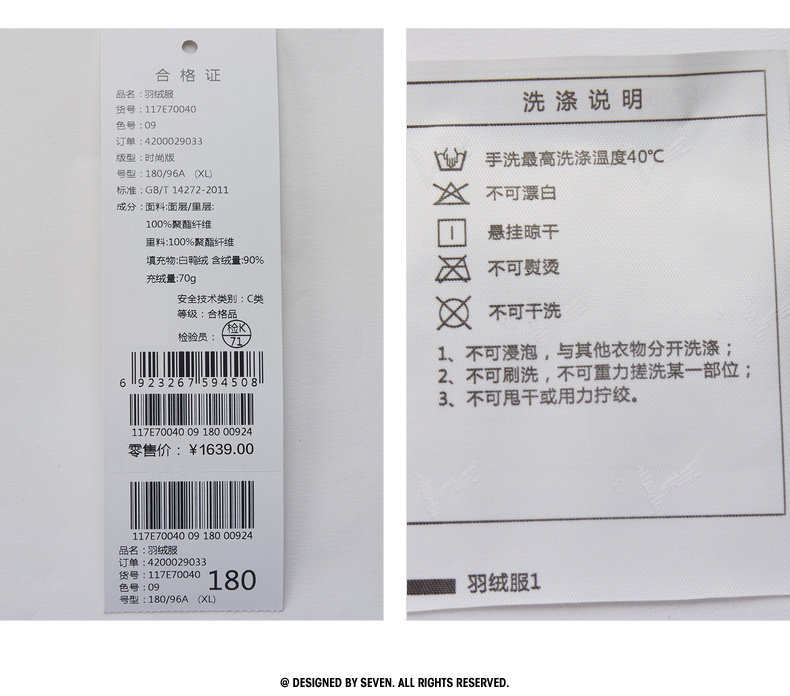 合格证
品名：羽绒服
货号：117E70040
色号：09
订单：4200029033
版型：时尚版
号型：180/96A （XL）
标准：GB/T 14272-2011
成分：面料:面层/里层:
100%聚酯纤维
里料:100%聚酯纤维
填充物:白鸭绒 含绒量:90%
充绒量:70g
安全技术类别：C类
等级：合格品
检验员：检K 71
6 923267 594508
117E70040 09 180 00924
零售价：¥1639.00
117E70040 09 180 00924
品名：羽绒服
订单：4200029033
货号：117E70040
色号：09
180
号型：180/96A （XL）
洗涤说明
手洗最高洗涤温度40℃
不可漂白
悬挂晾干
不可熨烫
不可干洗
1、不可浸泡，与其他衣物分开洗涤；
2、不可刷洗，不可重力搓洗某一部位；
3、不可甩干或用力拧绞。
羽绒服1
@ DESIGNED BY SEVEN. ALL RIGHTS RESERVED.